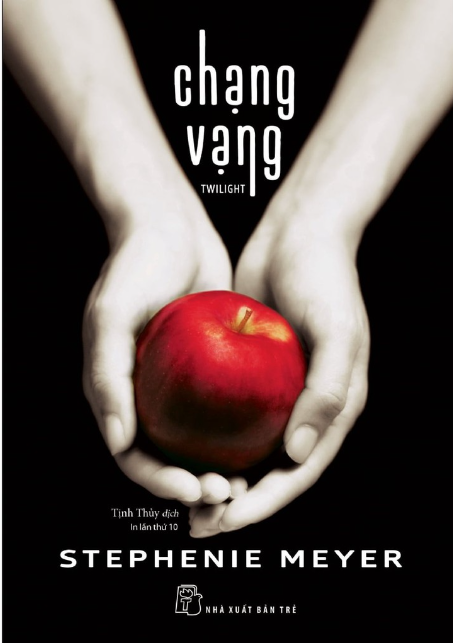 chạng
vạng
TWILIGHT
Tịnh Thủy dịch
In lần thứ 10
STEPHENIE MEYER
NHÀ XUẤT BẢN TRẺ